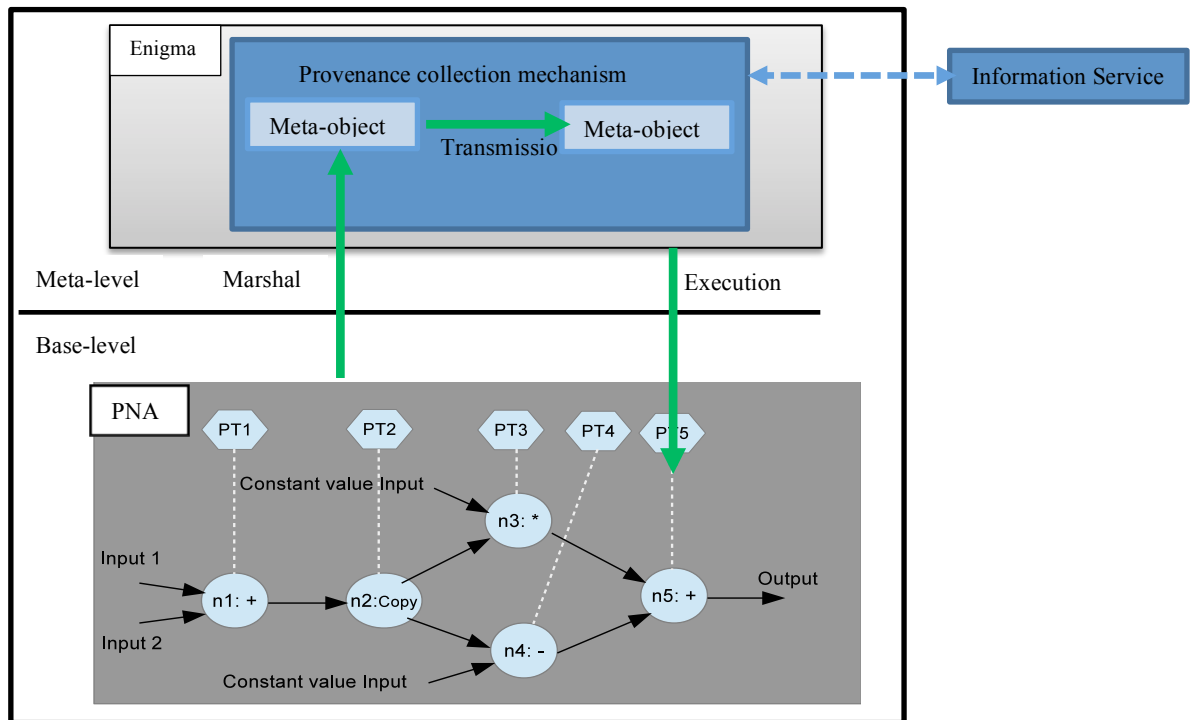 Enigma
Provenance collection mechanism
Information Service
Meta-object
Meta-object
Transmissio
Meta-level
Marshal
Execution
Base-level
PNA
PT1
PT2
PT3
PT4
PT5
Constant value Input
n3: *
Input 1
Output
n1: +
n2:Copy
n5: +
Input 2
n4: -
Constant value Input